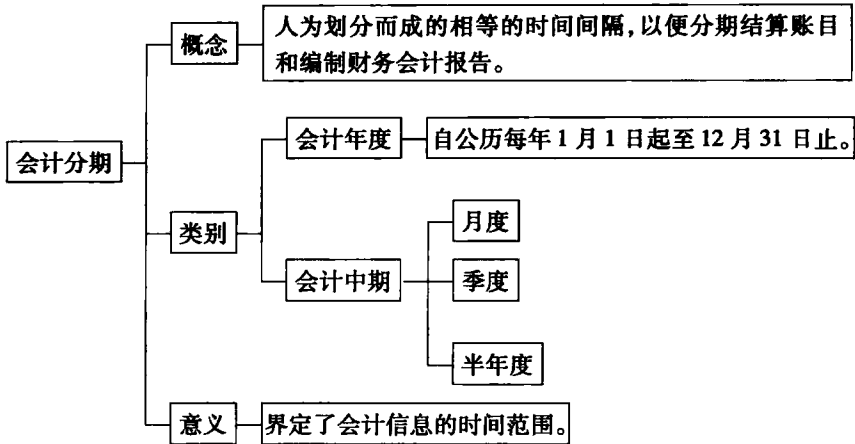 概念
人为划分而成的相等的时间间隔，以便分期结算账目
和编制财务会计报告。
会计分期
类别
会计年度
自公历每年1月1日起至12月31日止。
会计中期
月度
季度
半年度
意义
界定了会计信息的时间范围。